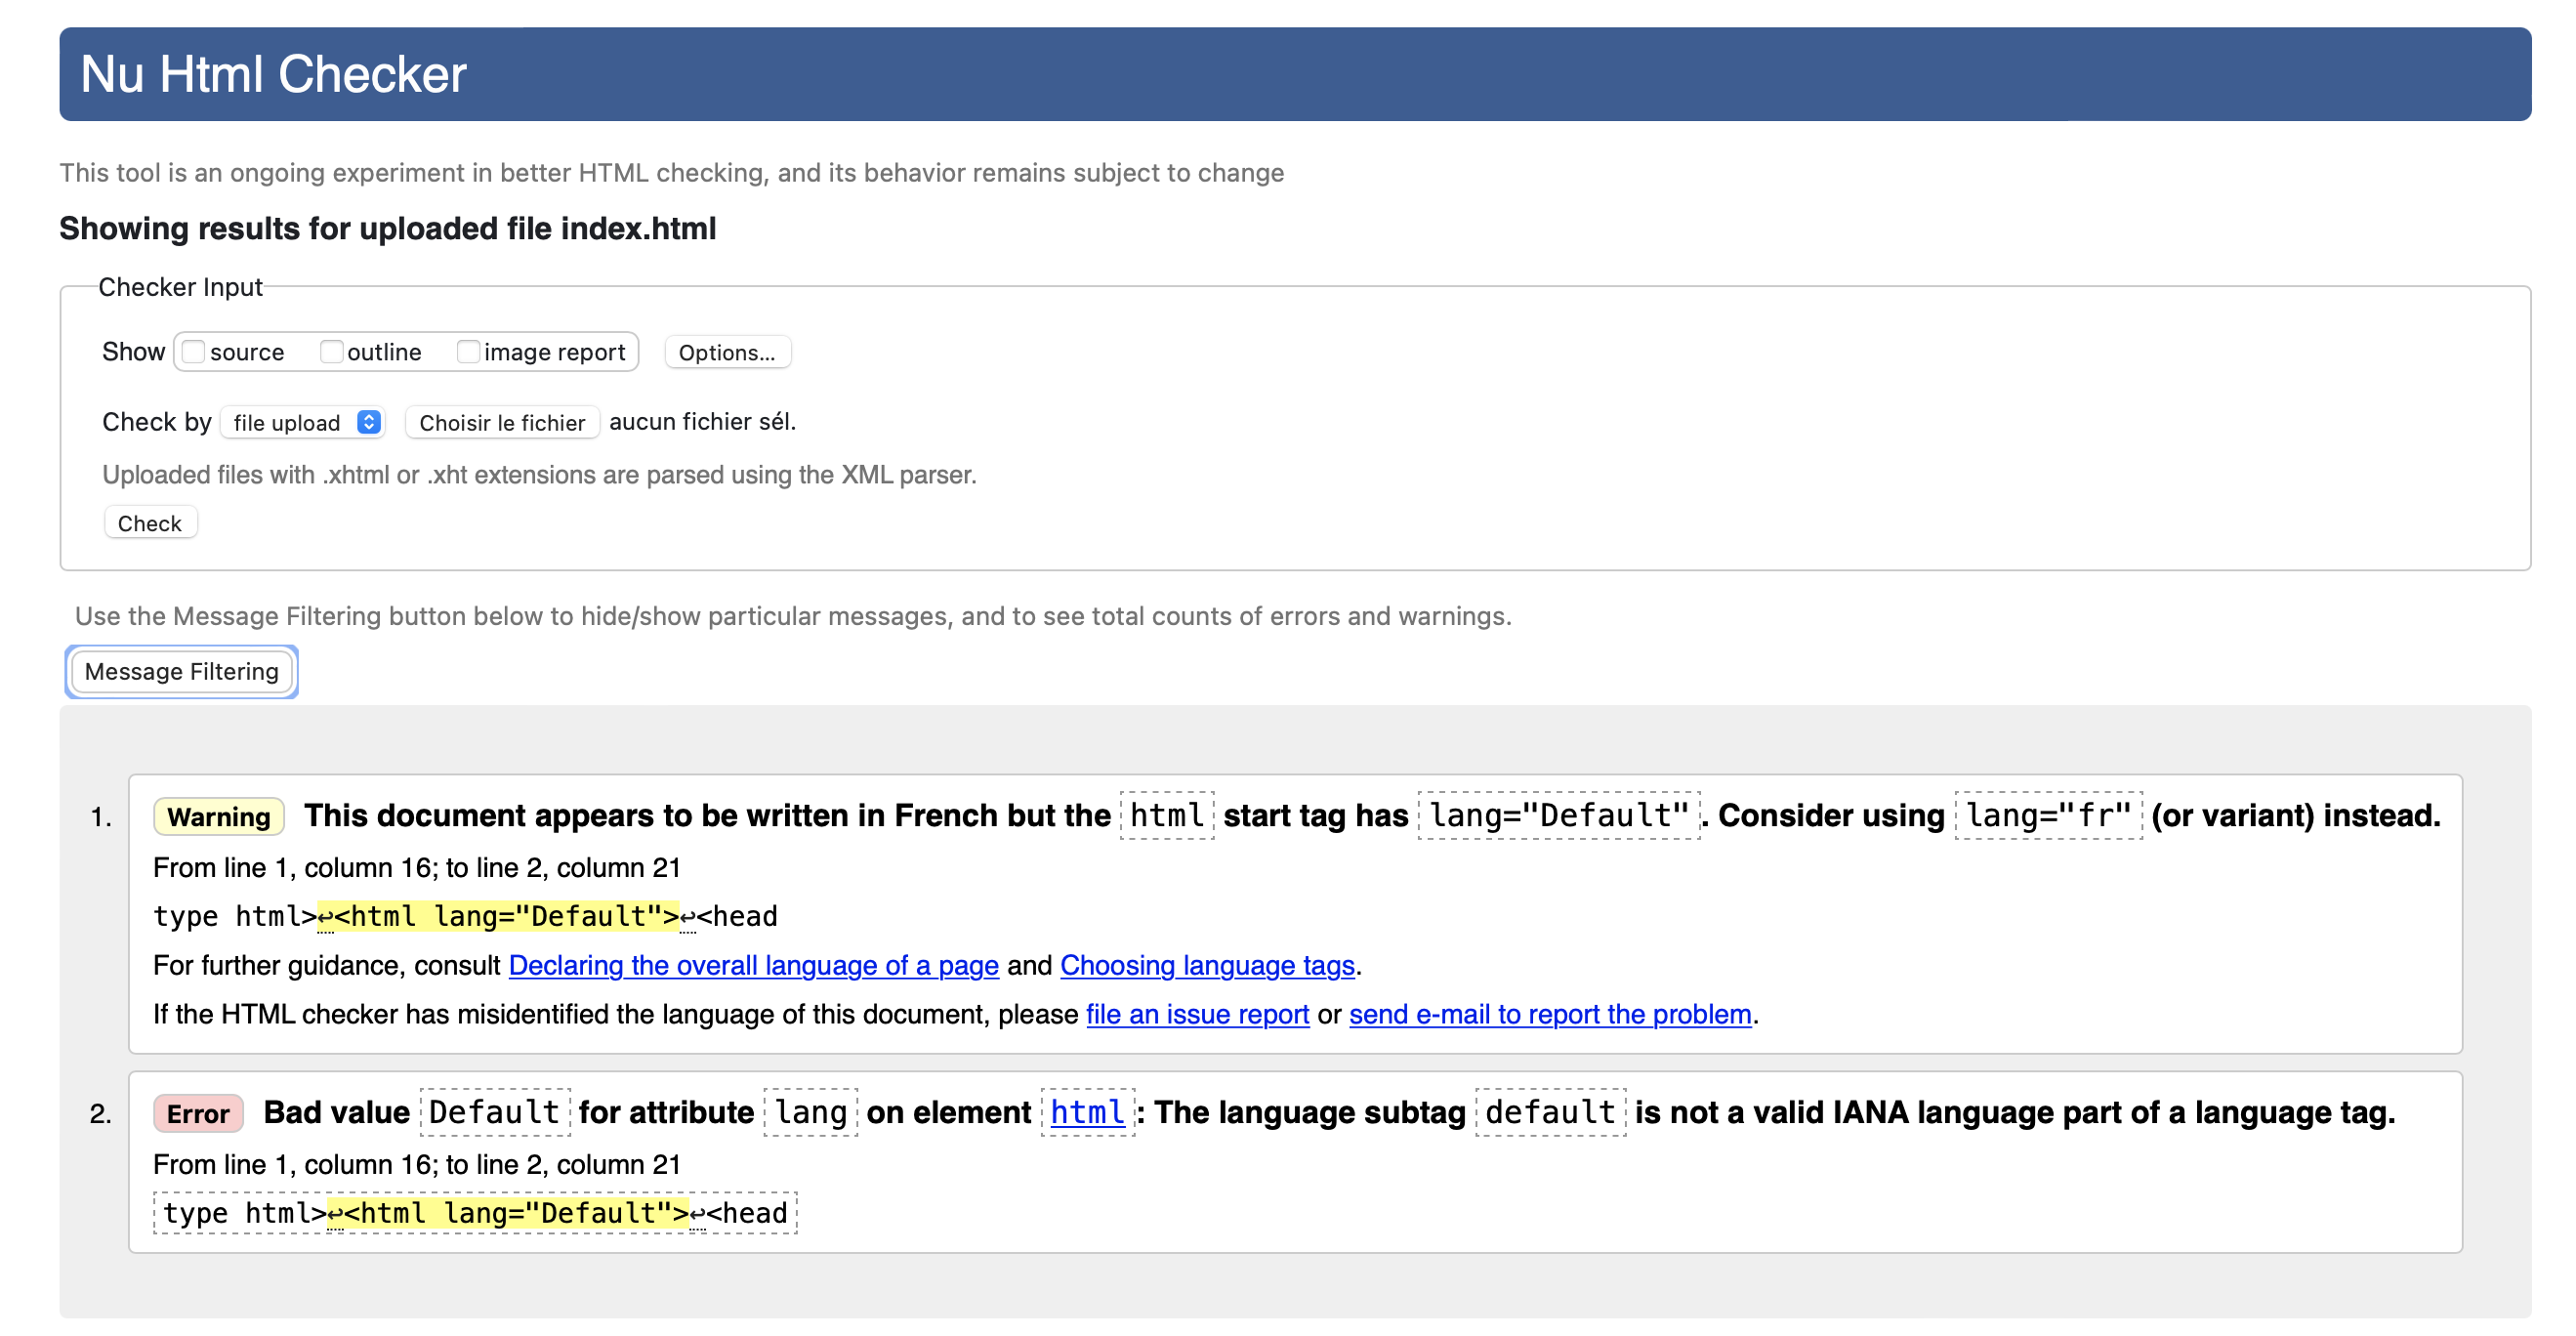 Nu Html Checker
This tool is an ongoing experiment in better HTML checking, and its behavior remains subject to change
Showing results for uploaded file index.html
Checker Input
Show source outline image report Options...
Check by file upload Choisir le fichier aucun fichier sél.
Uploaded files with .xhtml or .xht extensions are parsed using the XML parser.
Check
Use the Message Filtering button below to hide/show particular messages, and to see total counts of errors and warnings.
Message Filtering
1. Warning This document appears to be written in French but the html start tag has lang="Default". Consider using lang="fr" (or variant) instead.
From line 1, column 16; to line 2, column 21
type html>↩<html lang="Default">↩<head
For further guidance, consult Declaring the overall language of a page and Choosing language tags.
If the HTML checker has misidentified the language of this document, please file an issue report or send e-mail to report the problem.
2. Error Bad value Default for attribute lang on element html: The language subtag default is not a valid IANA language part of a language tag.
From line 1, column 16; to line 2, column 21
type html>↩<html lang="Default">↩<head